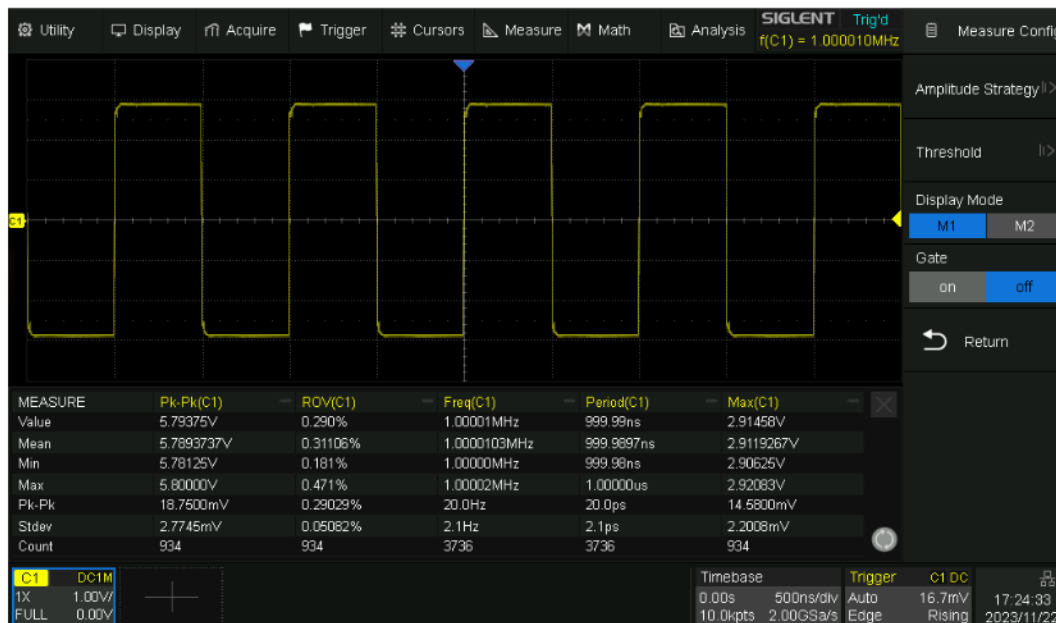 Utility Display Acquire Trigger Cursors Measure Math Analysis SIGLENT Trig'd
f(C1) = 1.000010MHz
Measure Config
Amplitude Strategy
Threshold
Display Mode
M1 M2
Gate
on off
Return
C1
MEASURE Pk-Pk(C1) ROV(C1) Freq(C1) Period(C1) Max(C1)
Value 5.79375V 0.290% 1.00001MHz 999.99ns 2.91458V
Mean 5.7893737V 0.31106% 1.0000103MHz 999.9897ns 2.9119267V
Min 5.78125V 0.181% 1.00000MHz 999.98ns 2.90625V
Max 5.80000V 0.471% 1.00002MHz 1.00000us 2.92083V
Pk-Pk 18.7500mV 0.29029% 20.0Hz 20.0ps 14.5800mV
Stdev 2.7745mV 0.05082% 2.1Hz 2.1ps 2.2008mV
Count 934 934 3736 3736 934
C1 DC1M
1X 1.00V/
FULL 0.00V
Timebase
0.00s 500ns/div
10.0kpts 2.00GSa/s
Trigger C1 DC
Auto 16.7mV
Edge Rising
17:24:33
2023/11/22